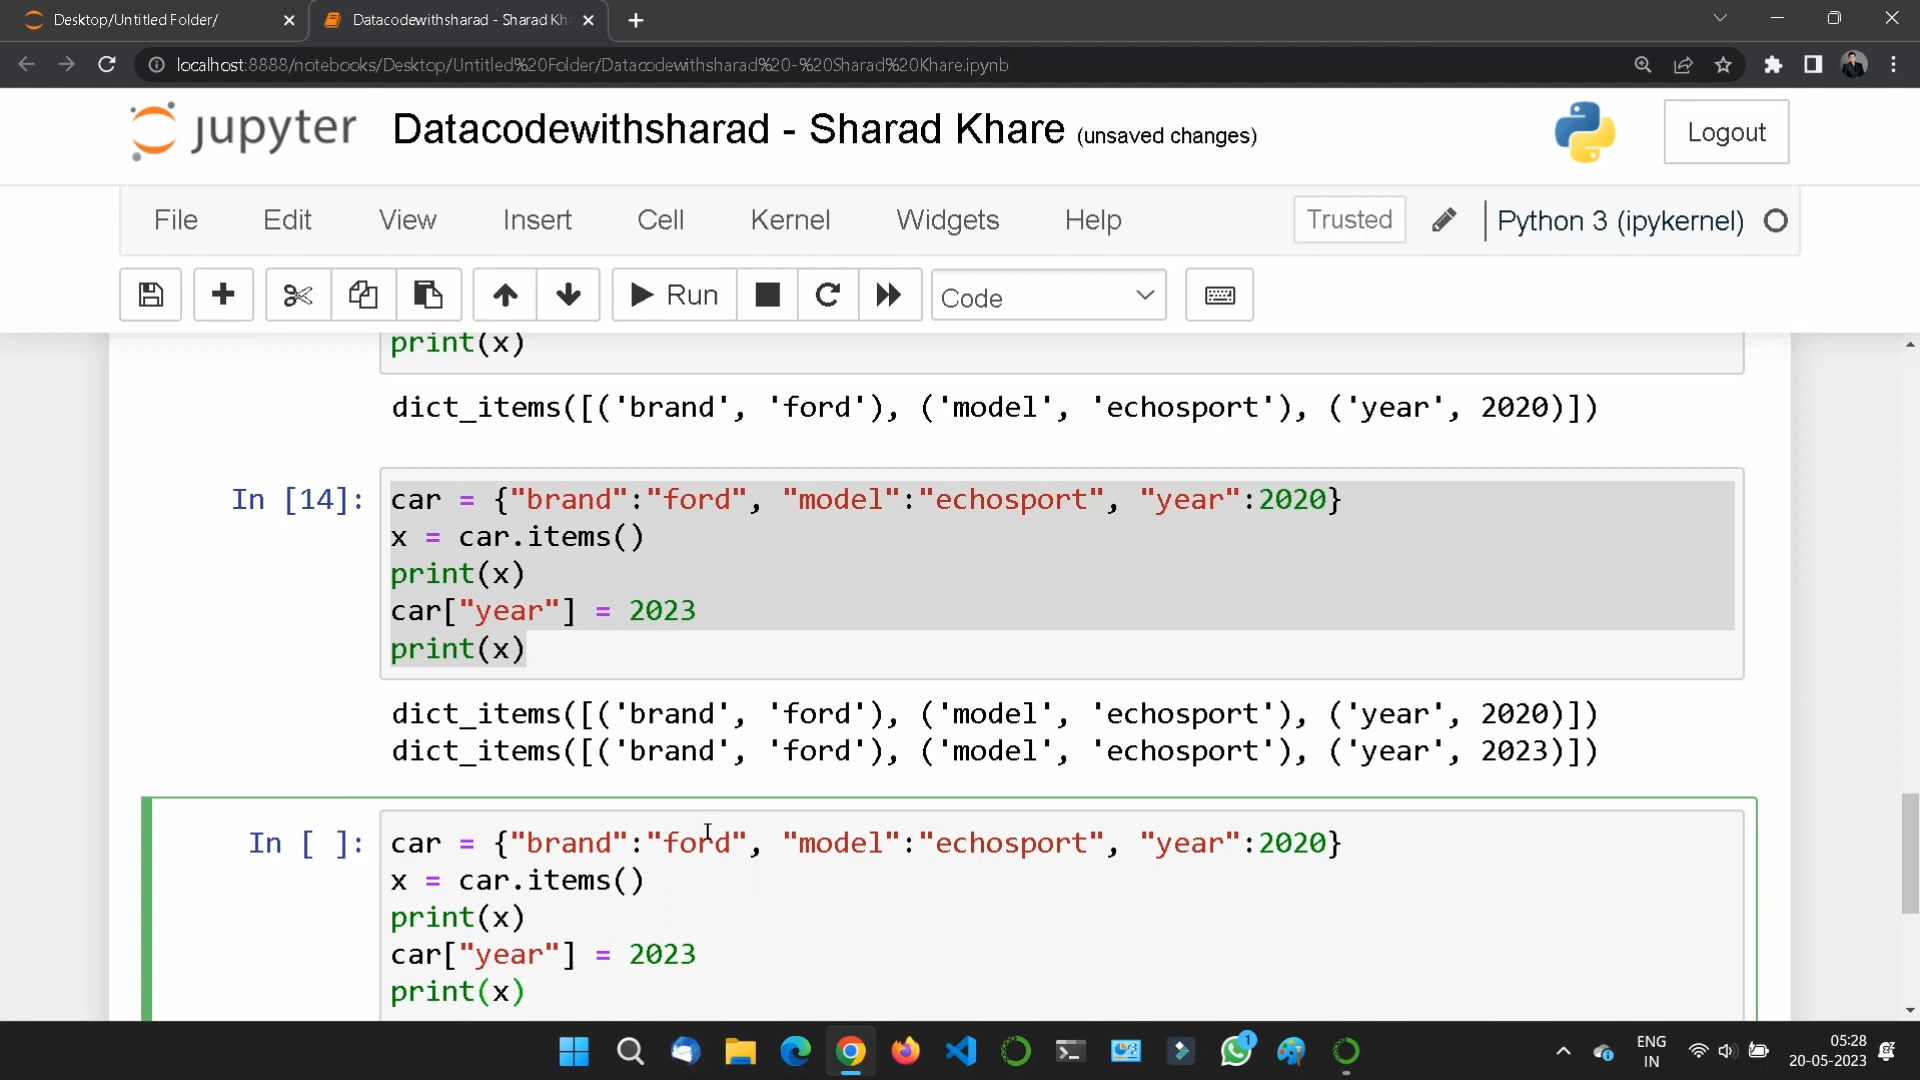 Desktop/Untitled Folder/
Datacodewithsharad - Sharad Kh
localhost:8888/notebooks/Desktop/Untitled%20Folder/Datacodewithsharad%20-%20Sharad%20Khare.ipynb
jupyter Datacodewithsharad - Sharad Khare (unsaved changes)
Logout
File Edit View Insert Cell Kernel Widgets Help Trusted Python 3 (ipykernel)
Run Code
print(x)
dict_items([('brand', 'ford'), ('model', 'echosport'), ('year', 2020)])
In [14]: car = {"brand":"ford", "model":"echosport", "year":2020}
x = car.items()
print(x)
car["year"] = 2023
print(x)
dict_items([('brand', 'ford'), ('model', 'echosport'), ('year', 2020)])
dict_items([('brand', 'ford'), ('model', 'echosport'), ('year', 2023)])
In [ ]: car = {"brand":"ford", "model":"echosport", "year":2020}
x = car.items()
print(x)
car["year"] = 2023
print(x)
1
ENG
IN
05:28
20-05-2023